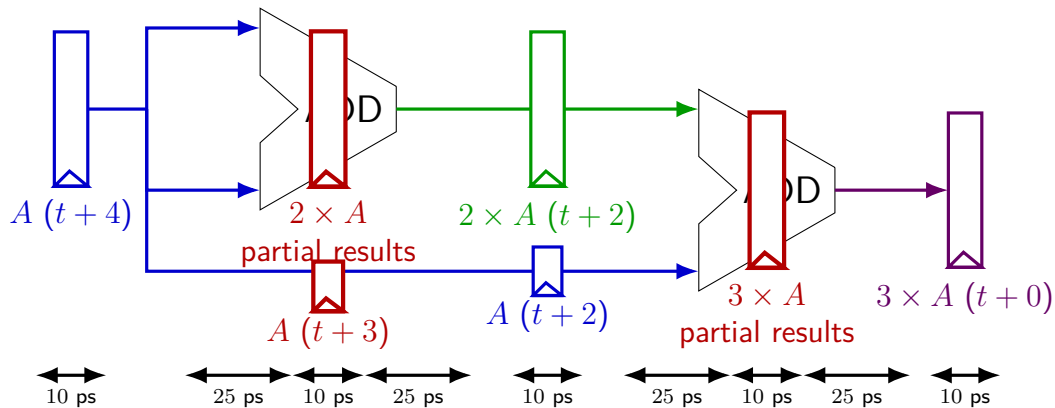 ADD
A (t + 4)
2 × A
partial results
2 × A (t + 2)
ADD
A (t + 3)
A (t + 2)
3 × A
partial results
3 × A (t + 0)
10 ps
25 ps
10 ps
25 ps
10 ps
25 ps
10 ps
25 ps
10 ps